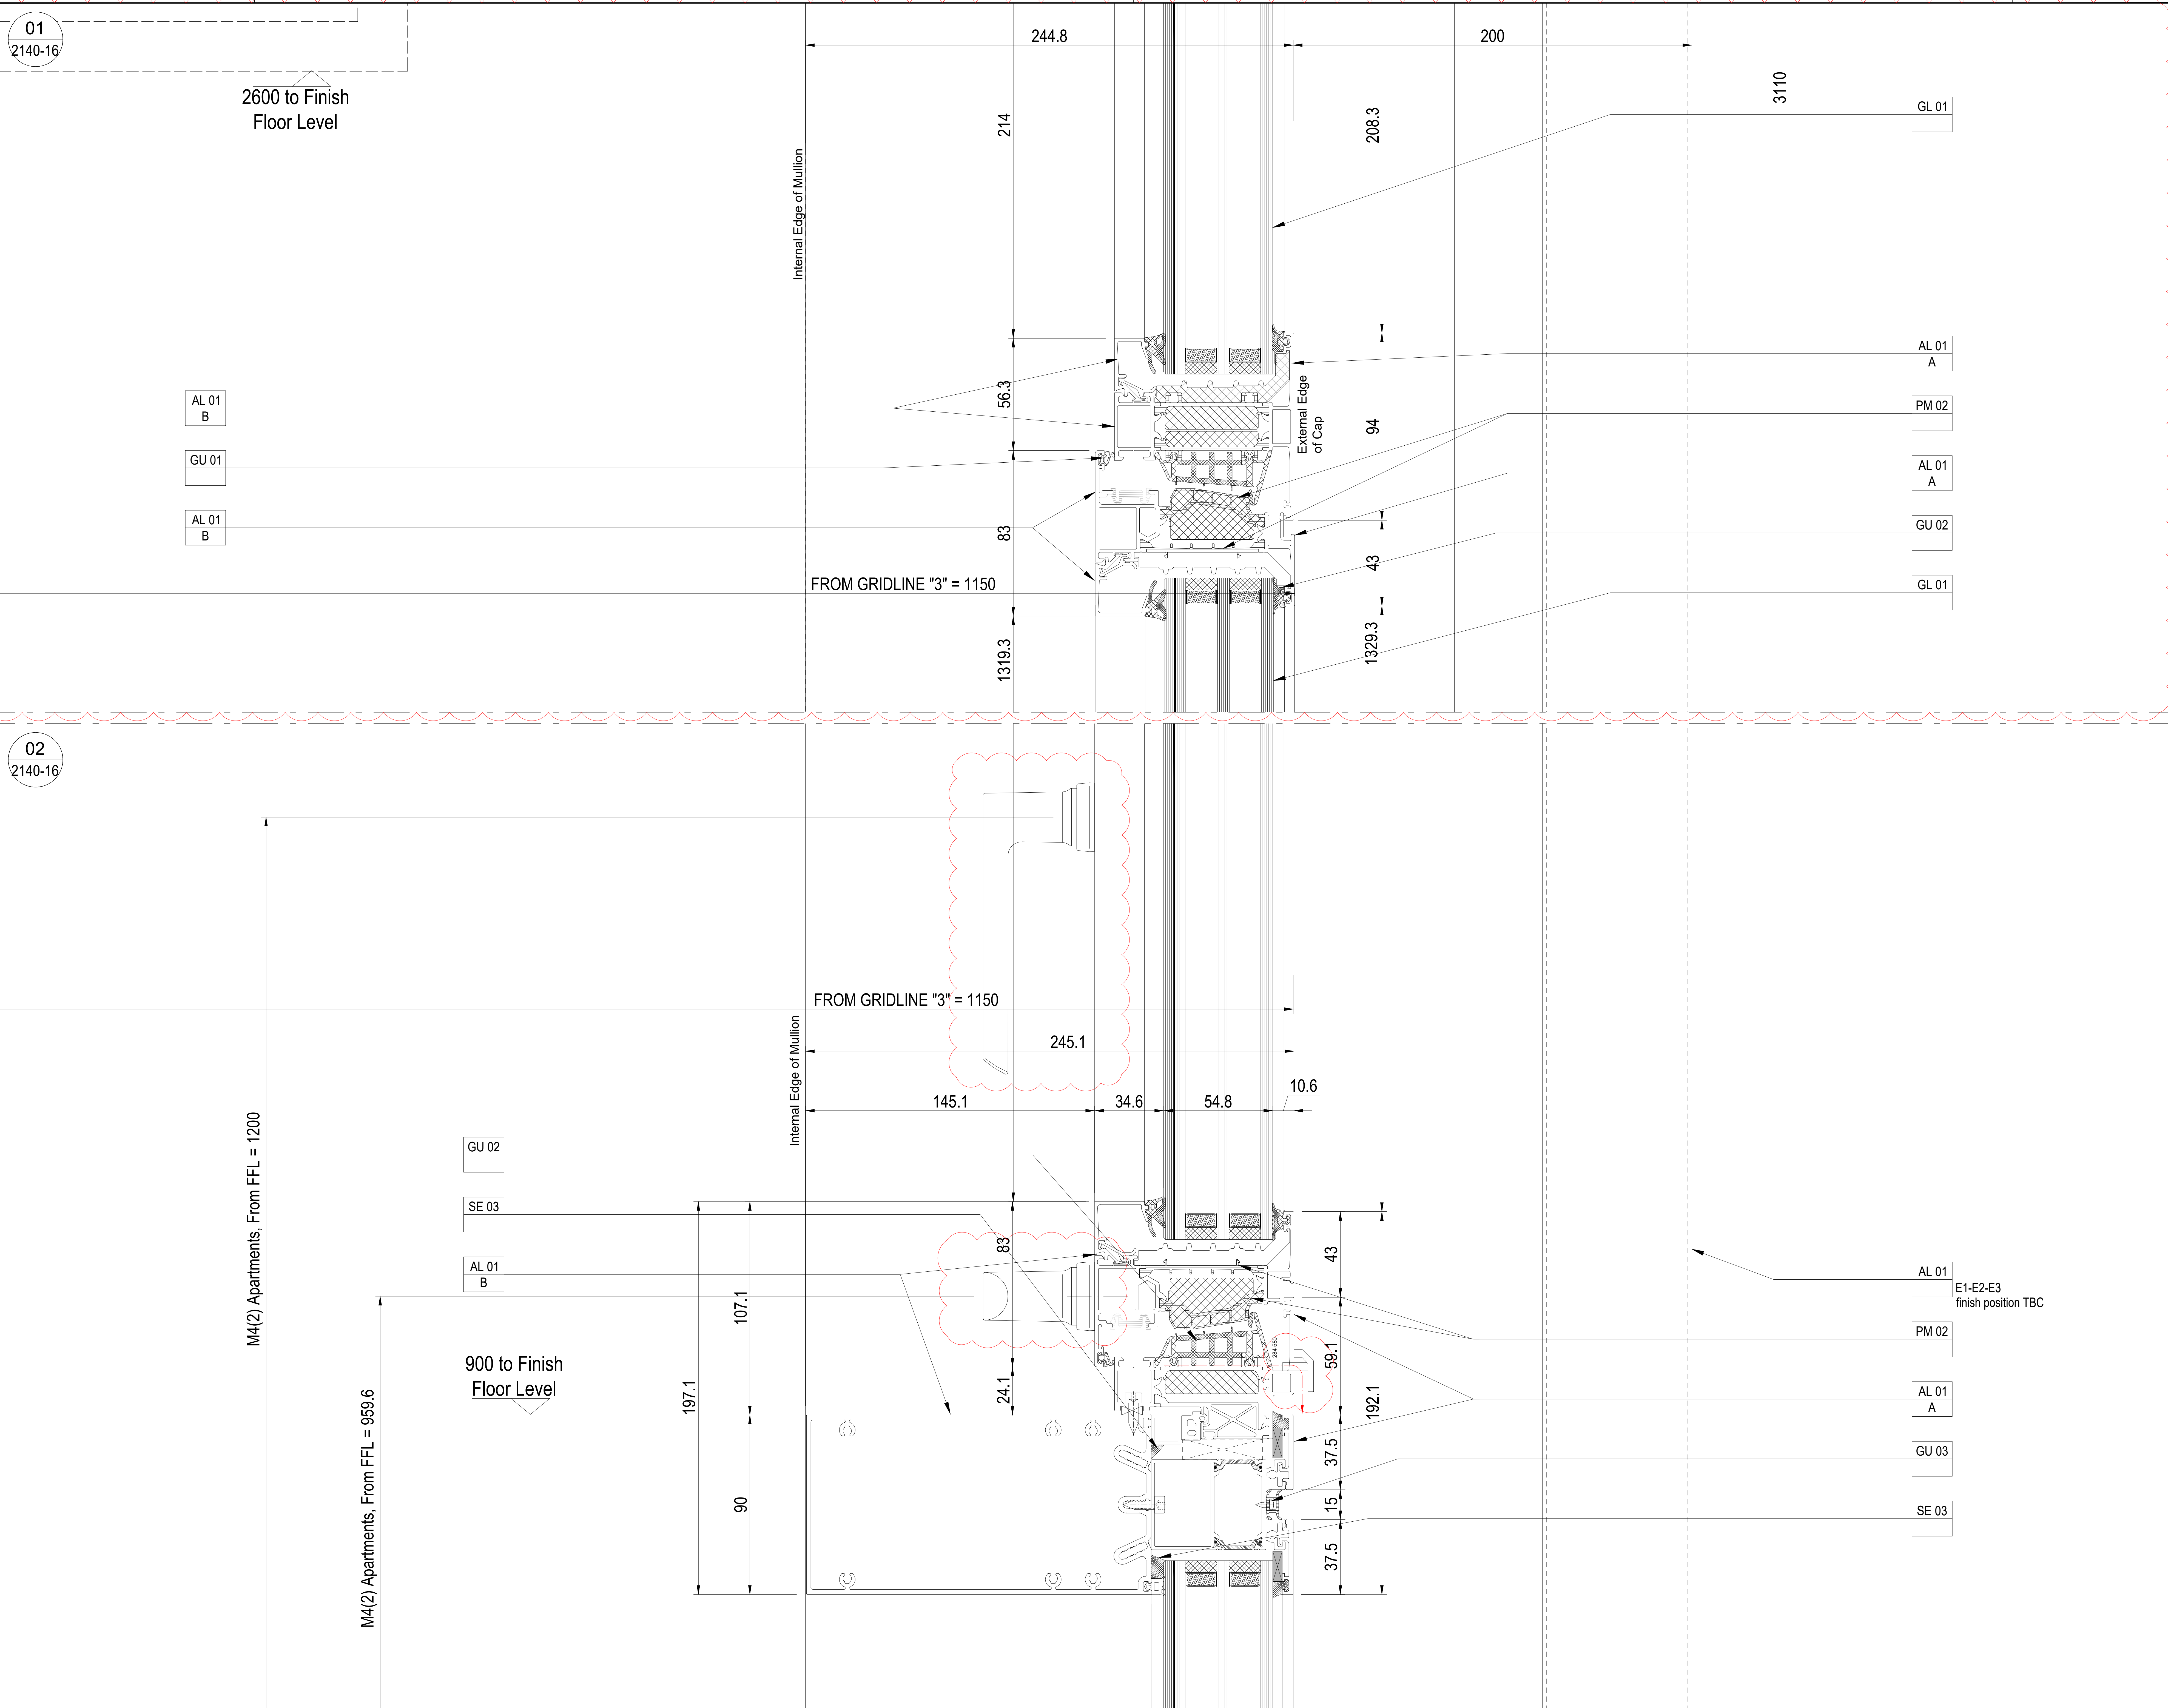 01
2140-16
2600 to Finish
Floor Level
244.8
200
3110
214
208.3
Internal Edge of Mullion
GL 01
AL 01
B
GU 01
AL 01
B
56.3
83
1319.3
External Edge
of Cap
94
43
1329.3
FROM GRIDLINE "3" = 1150
AL 01
A
PM 02
AL 01
A
GU 02
GL 01
02
2140-16
FROM GRIDLINE "3" = 1150
Internal Edge of Mullion
245.1
145.1
34.6
54.8
10.6
M4(2) Apartments, From FFL = 1200
M4(2) Apartments, From FFL = 959.6
GU 02
SE 03
AL 01
B
900 to Finish
Floor Level
197.1
107.1
90
83
24.1
284 580
43
59.1
192.1
37.5
15
37.5
AL 01
E1-E2-E3
finish position TBC
PM 02
AL 01
A
GU 03
SE 03